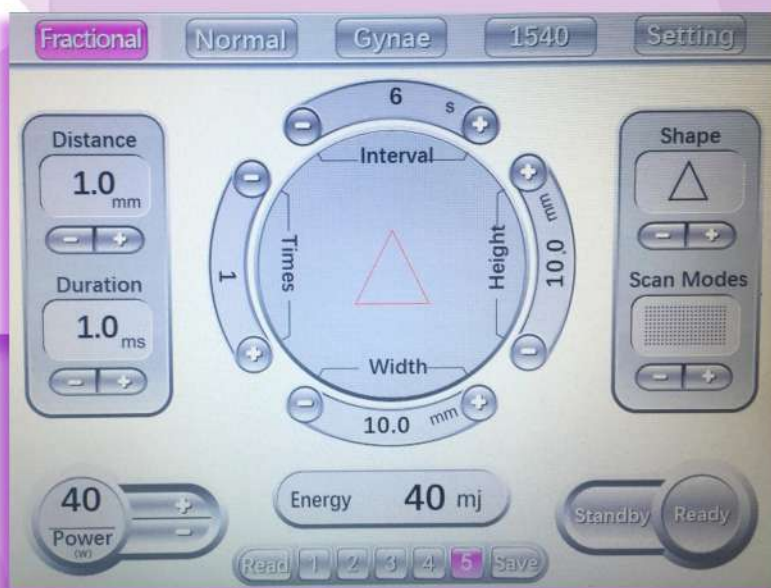 Fractional Normal Gynae 1540 Setting
6 s
Interval
Distance
1.0 mm
- +
Duration
1.0 ms
- +
Times
1
Height
10.0 mm
Width
10.0 mm
Shape
- +
Scan Modes
- +
40
Power
(W)
+
-
Energy 40 mj
Standby Ready
Read 1 2 3 4 5 Save